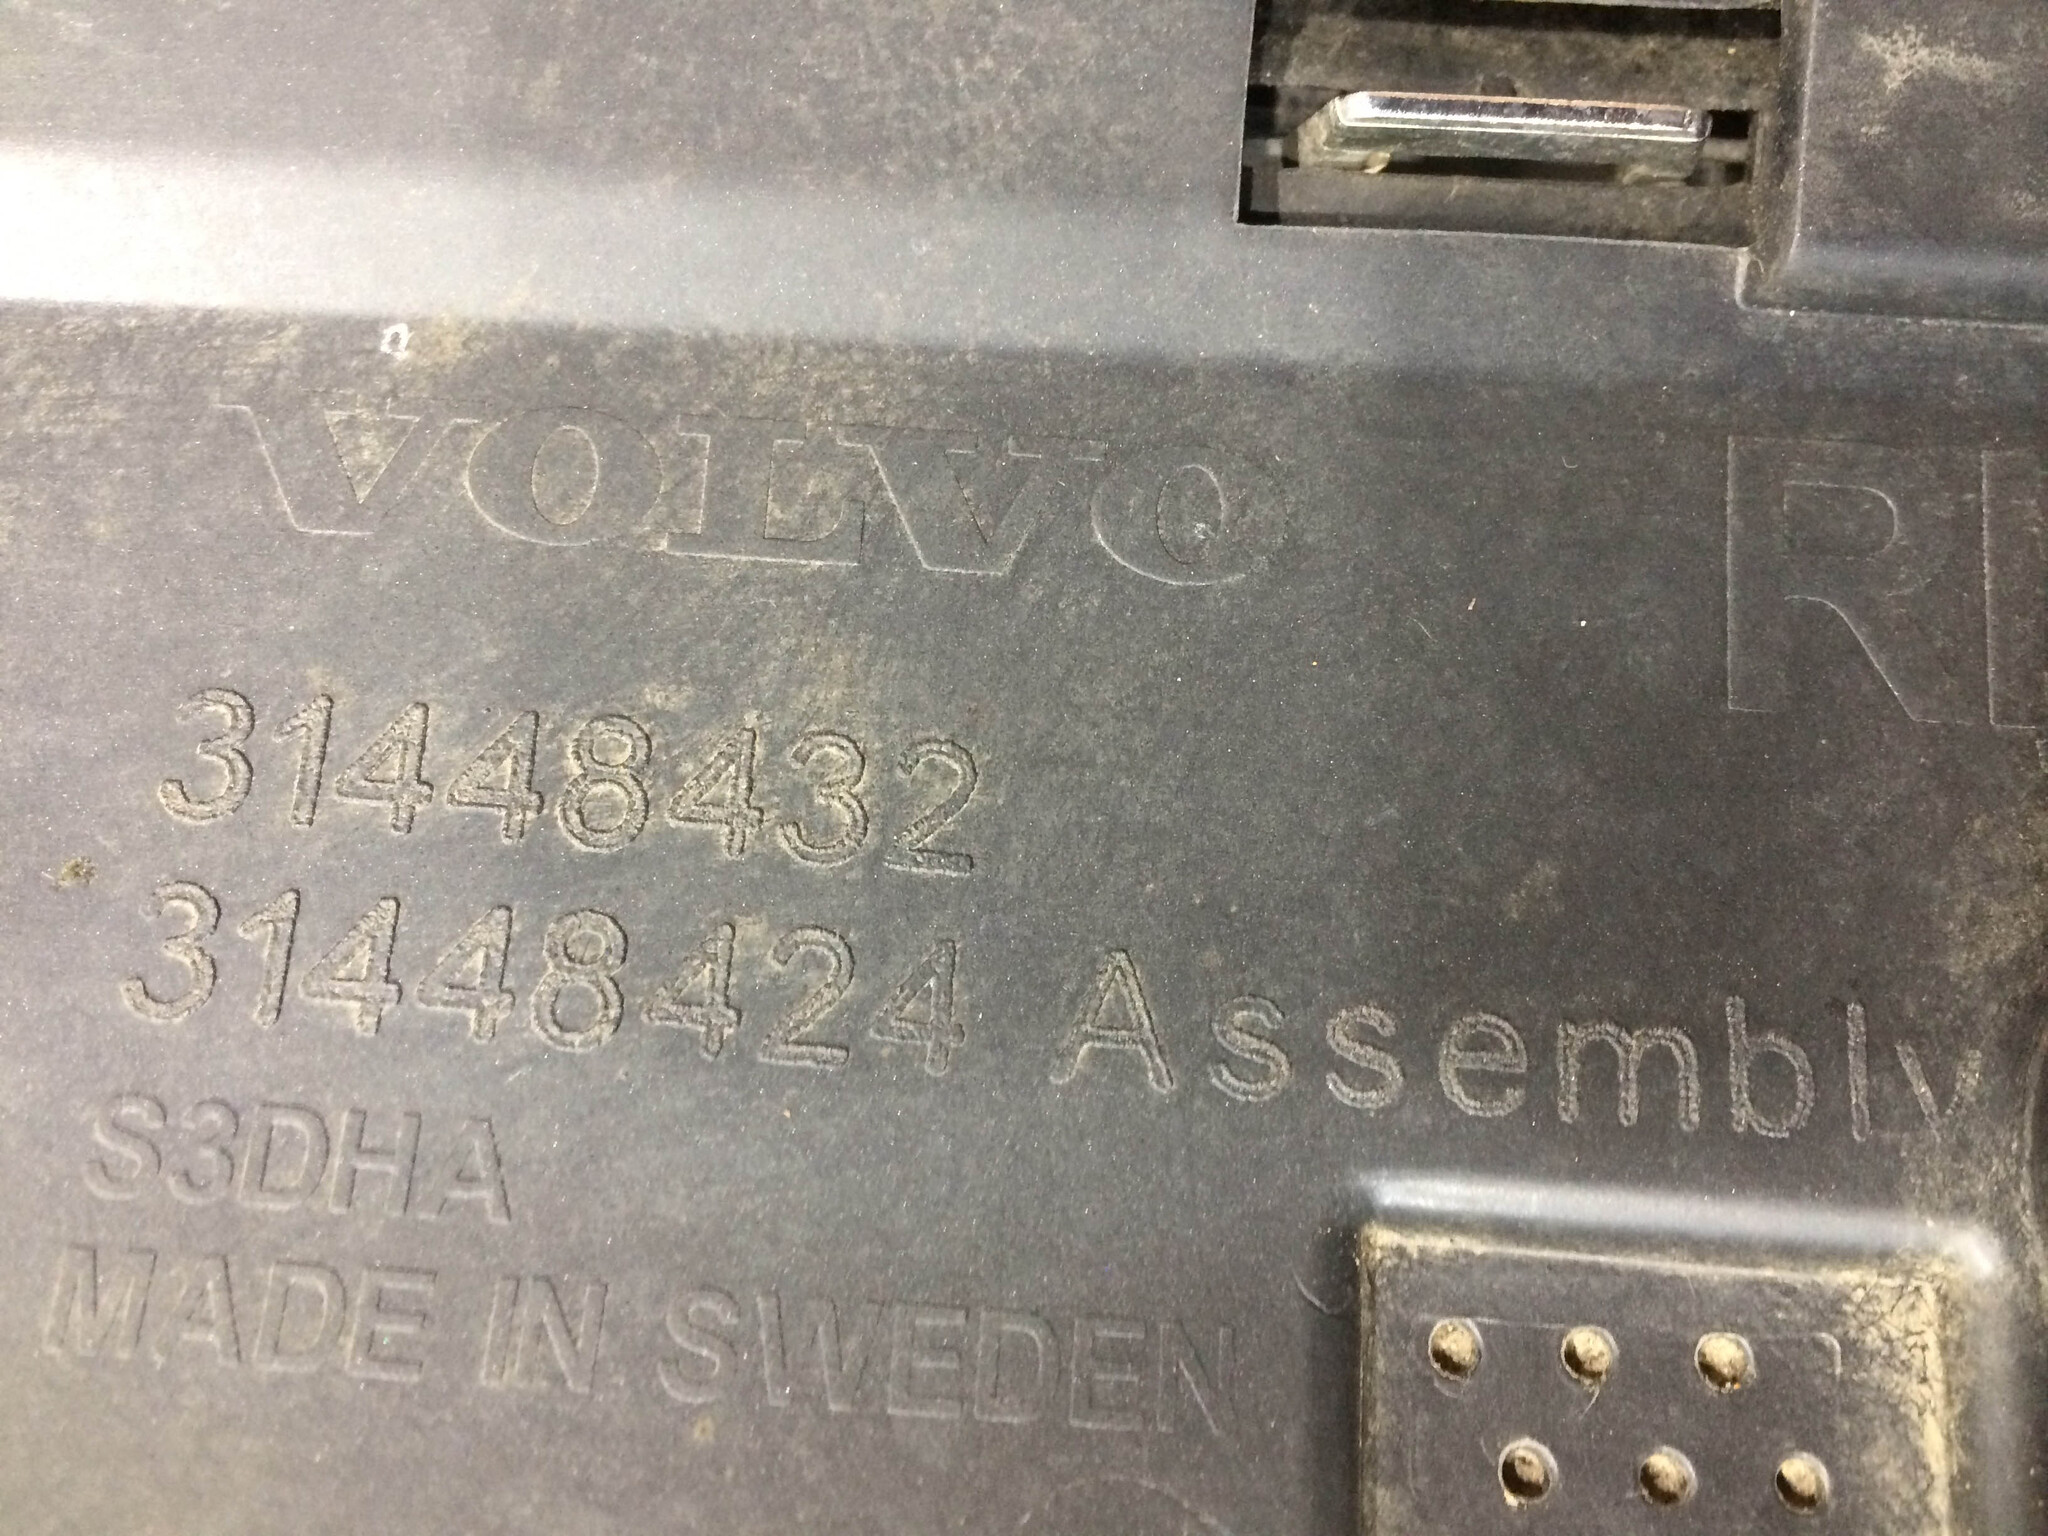 VOLVO
31448432
31448424 Assembly
S3DHA
MADE IN SWEDEN